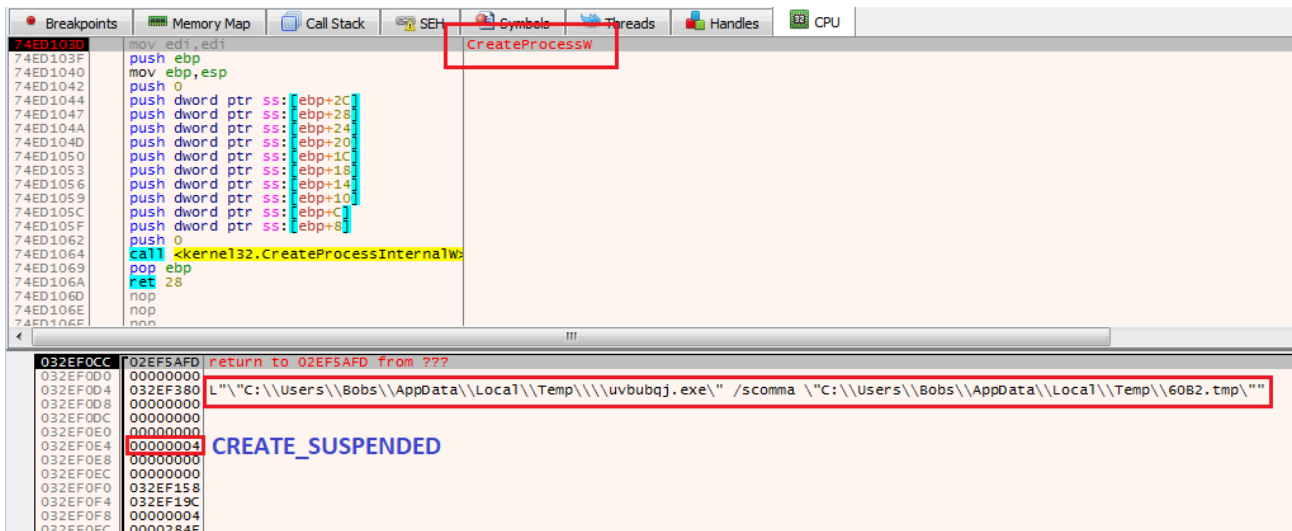 Breakpoints Memory Map Call Stack SEH Symbols Threads Handles CPU
74ED103D mov edi,edi CreateProcessW
74ED103F push ebp
74ED1040 mov ebp,esp
74ED1042 push 0
74ED1044 push dword ptr ss:[ebp+2C]
74ED1047 push dword ptr ss:[ebp+28]
74ED104A push dword ptr ss:[ebp+24]
74ED104D push dword ptr ss:[ebp+20]
74ED1050 push dword ptr ss:[ebp+1C]
74ED1053 push dword ptr ss:[ebp+18]
74ED1056 push dword ptr ss:[ebp+14]
74ED1059 push dword ptr ss:[ebp+10]
74ED105C push dword ptr ss:[ebp+C]
74ED105F push dword ptr ss:[ebp+8]
74ED1062 push 0
74ED1064 call <kernel32.CreateProcessInternalW>
74ED1069 pop ebp
74ED106A ret 28
74ED106D nop
74ED106E nop
74ED106F nop
032EF0CC 02EF5AFD return to 02EF5AFD from ???
032EF0D0 00000000
032EF0D4 032EF380 L"\"C:\\Users\\Bobs\\AppData\\Local\\Temp\\\\uvbubqj.exe\" /scomma \"C:\\Users\\Bobs\\AppData\\Local\\Temp\\6OB2.tmp\""
032EF0D8 00000000
032EF0DC 00000000
032EF0E0 00000000
032EF0E4 00000004 CREATE_SUSPENDED
032EF0E8 00000000
032EF0EC 00000000
032EF0F0 032EF158
032EF0F4 032EF19C
032EF0F8 00000004
032EF0FC